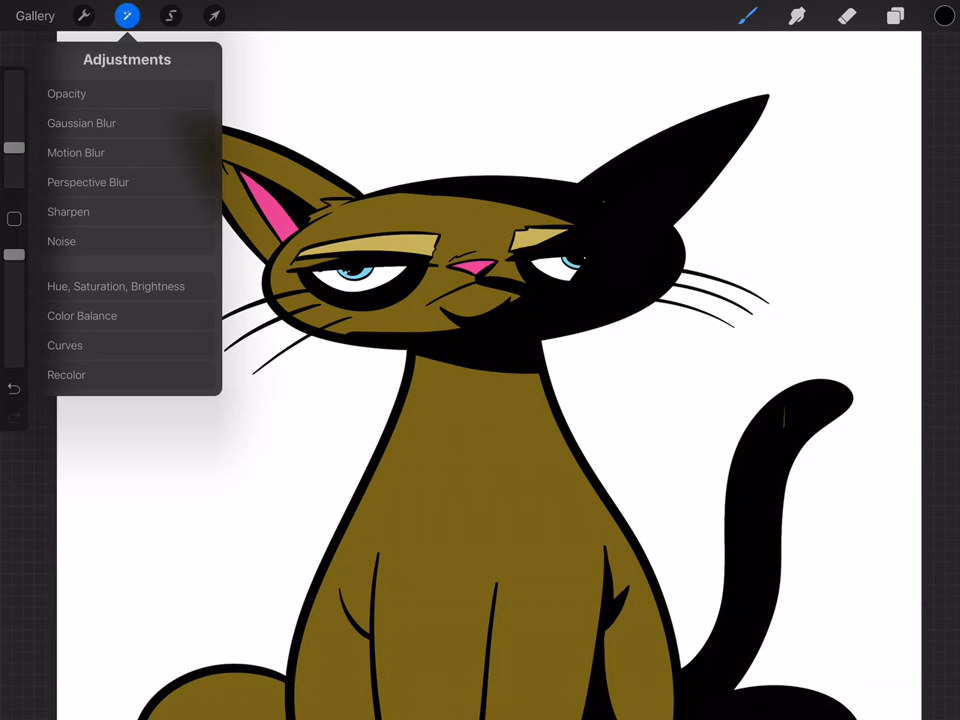 Gallery
Adjustments
Opacity
Gaussian Blur
Motion Blur
Perspective Blur
Sharpen
Noise
Hue, Saturation, Brightness
Color Balance
Curves
Recolor